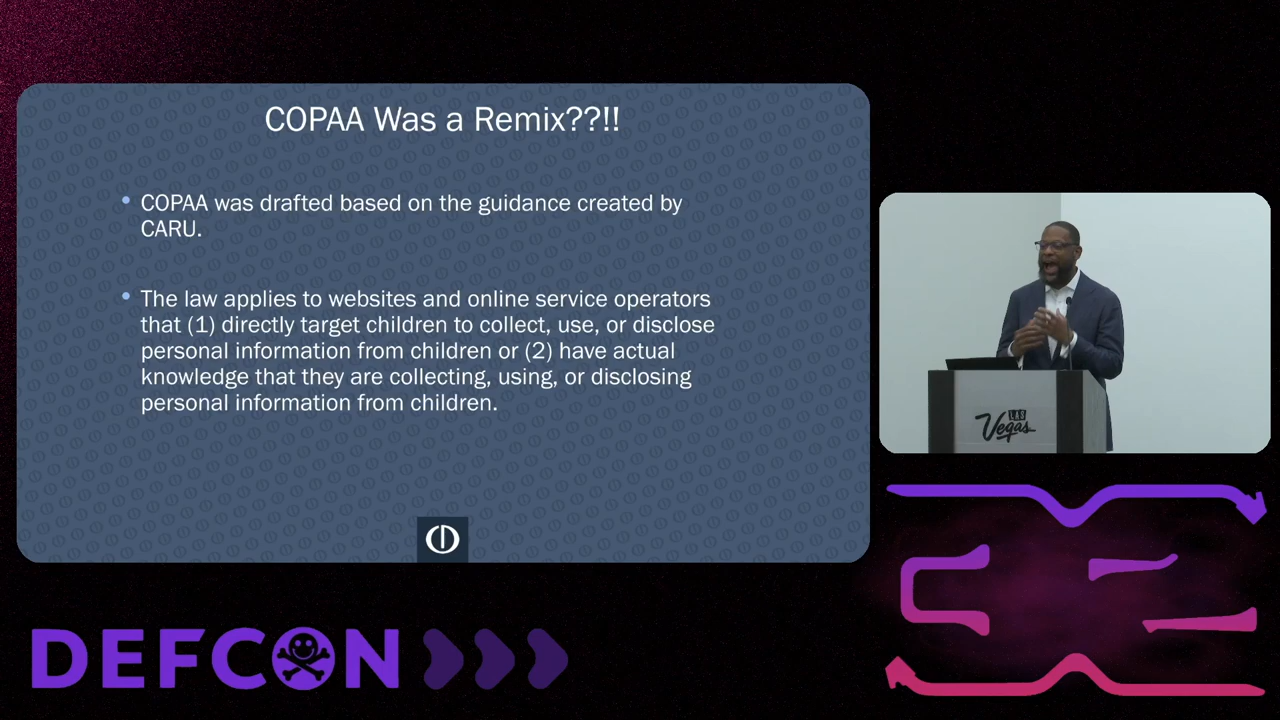 COPAA Was a Remix??!!
COPAA was drafted based on the guidance created by
CARU.
The law applies to websites and online service operators
that (1) directly target children to collect, use, or disclose
personal information from children or (2) have actual
knowledge that they are collecting, using, or disclosing
personal information from children.
LAS
Vegas
DEFCON